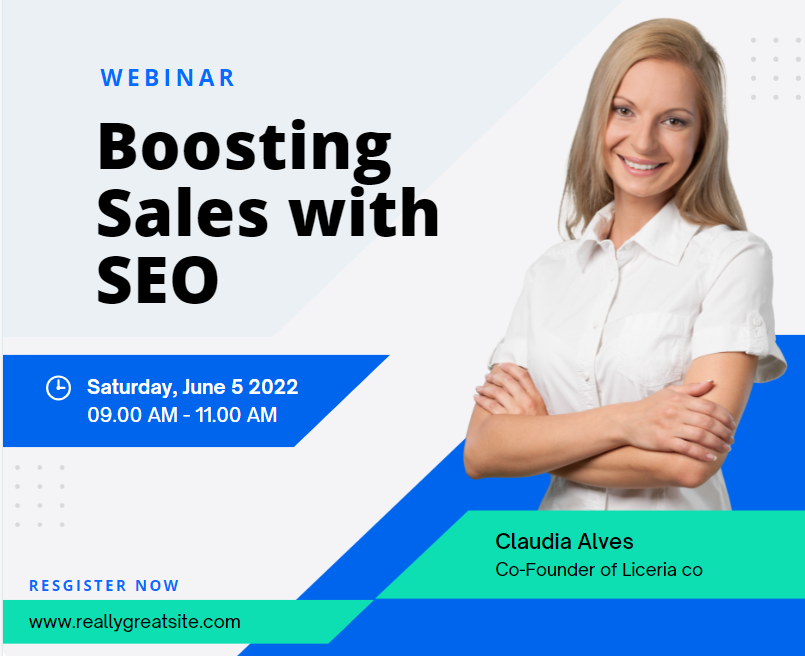 WEBINAR
Boosting
Sales with
SEO
Saturday, June 5 2022
09.00 AM - 11.00 AM
Claudia Alves
Co-Founder of Liceria co
RESGISTER NOW
www.reallygreatsite.com